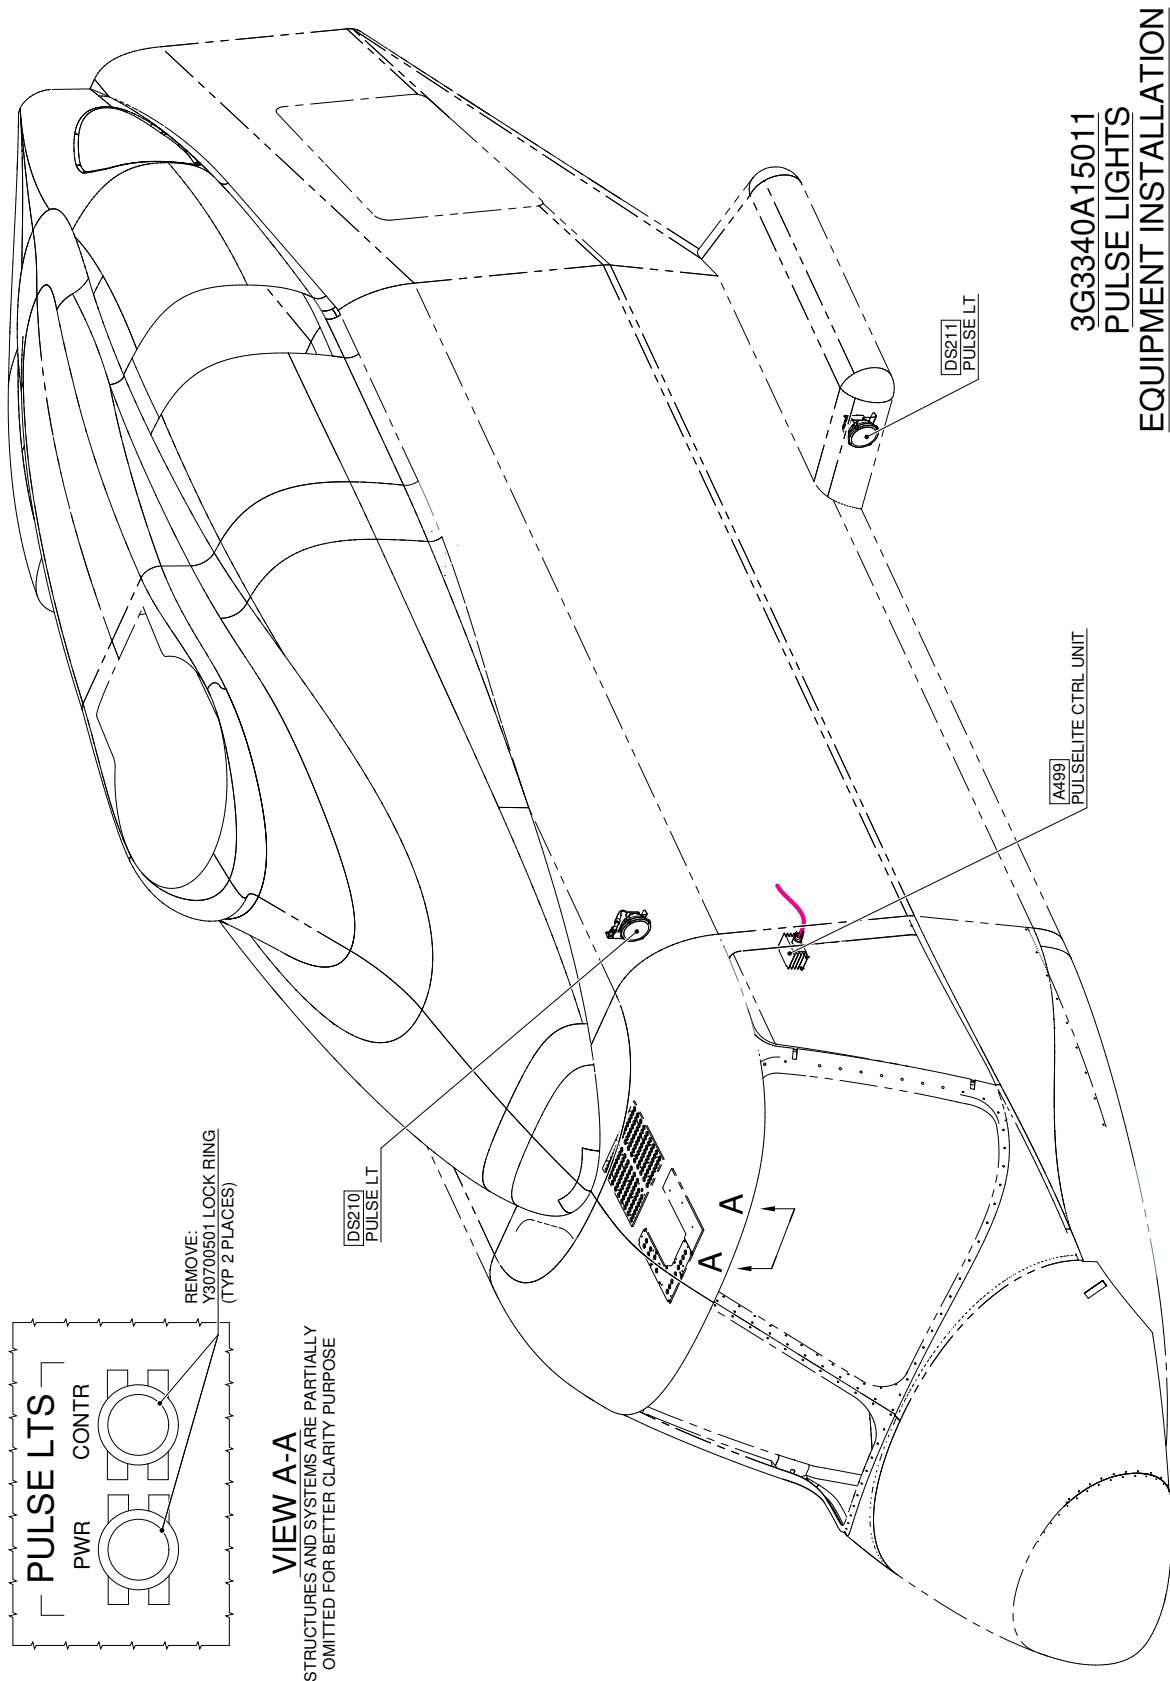 PULSE LTS
PWR
CONTR
REMOVE:
Y30700501 LOCK RING
(TYP 2 PLACES)
VIEW A-A
STRUCTURES AND SYSTEMS ARE PARTIALLY
OMITTED FOR BETTER CLARITY PURPOSE
DS210
PULSE LT
A
A
A499
PULSELITE CTRL UNIT
DS211
PULSE LT
3G3340A15011
PULSE LIGHTS
EQUIPMENT INSTALLATION